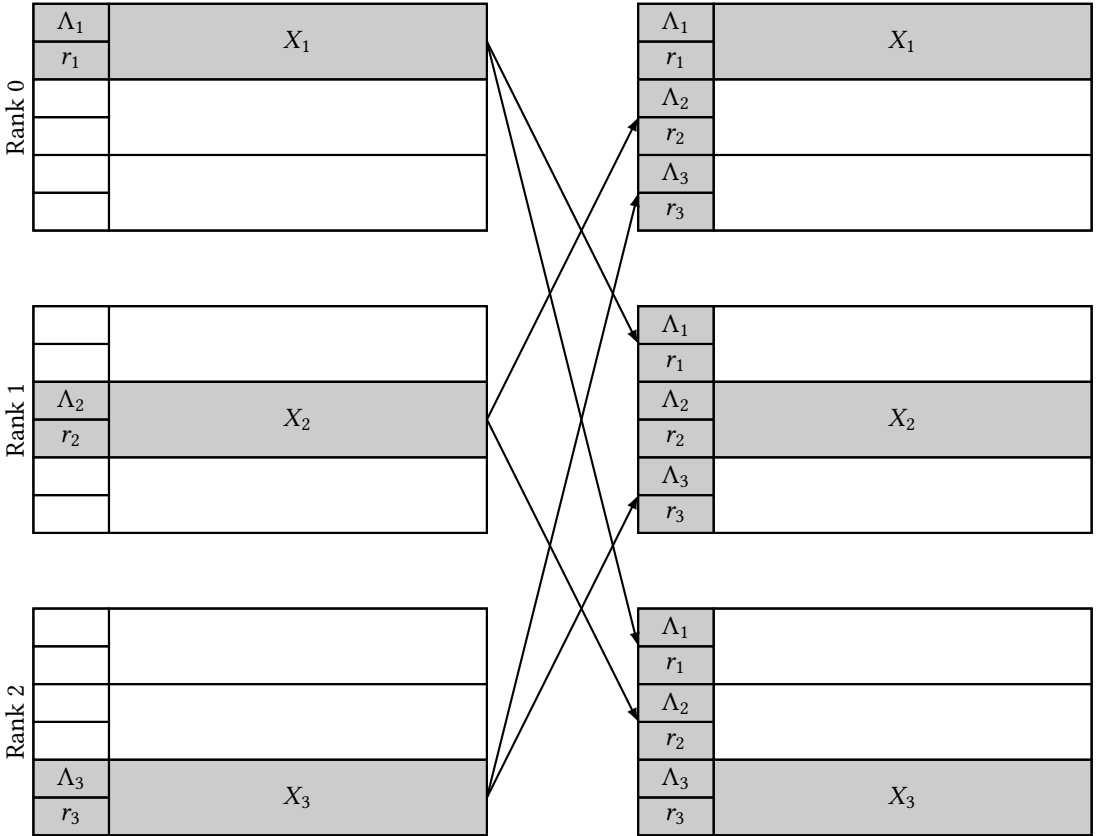 Rank 0
Λ₁ X₁
r₁
Λ₁ X₁
r₁
Λ₂
r₂
Λ₃
r₃
Rank 1
Λ₂ X₂
r₂
Λ₁
r₁
Λ₂ X₂
r₂
Λ₃
r₃
Rank 2
Λ₃ X₃
r₃
Λ₁
r₁
Λ₂
r₂
Λ₃ X₃
r₃